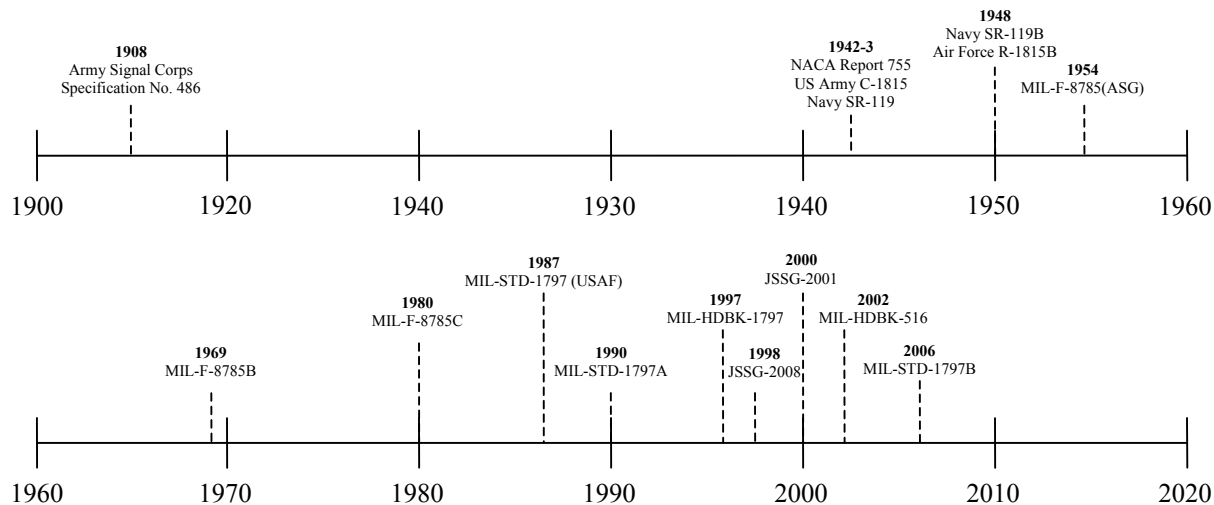 1908
Army Signal Corps
Specification No. 486
1942-3
NACA Report 755
US Army C-1815
Navy SR-119
1948
Navy SR-119B
Air Force R-1815B
1954
MIL-F-8785(ASG)
1900 1920 1940 1930 1940 1950 1960
1969
MIL-F-8785B
1980
MIL-F-8785C
1987
MIL-STD-1797 (USAF)
1990
MIL-STD-1797A
1997
MIL-HDBK-1797
1998
JSSG-2008
2000
JSSG-2001
2002
MIL-HDBK-516
2006
MIL-STD-1797B
1960 1970 1980 1990 2000 2010 2020